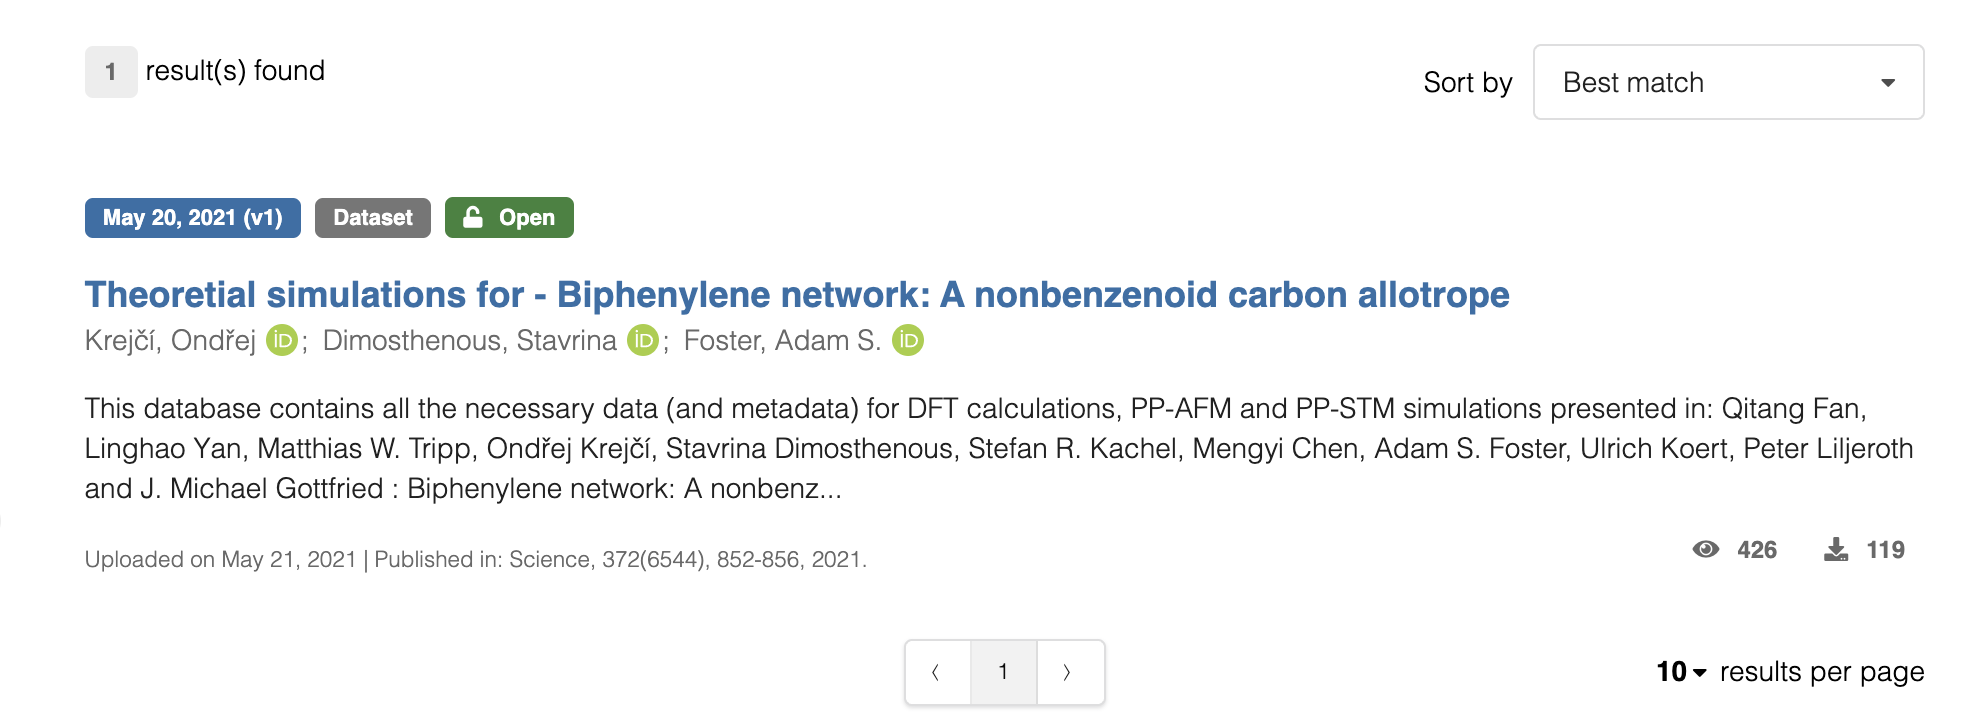 1 result(s) found
Sort by Best match
May 20, 2021 (v1) Dataset Open
Theoretial simulations for - Biphenylene network: A nonbenzenoid carbon allotrope
Krejčí, Ondřej iD; Dimosthenous, Stavrina iD; Foster, Adam S. iD
This database contains all the necessary data (and metadata) for DFT calculations, PP-AFM and PP-STM simulations presented in: Qitang Fan,
Linghao Yan, Matthias W. Tripp, Ondřej Krejčí, Stavrina Dimosthenous, Stefan R. Kachel, Mengyi Chen, Adam S. Foster, Ulrich Koert, Peter Liljeroth
and J. Michael Gottfried : Biphenylene network: A nonbenz...
Uploaded on May 21, 2021 | Published in: Science, 372(6544), 852-856, 2021.
426 119
‹ 1 ›
10 results per page